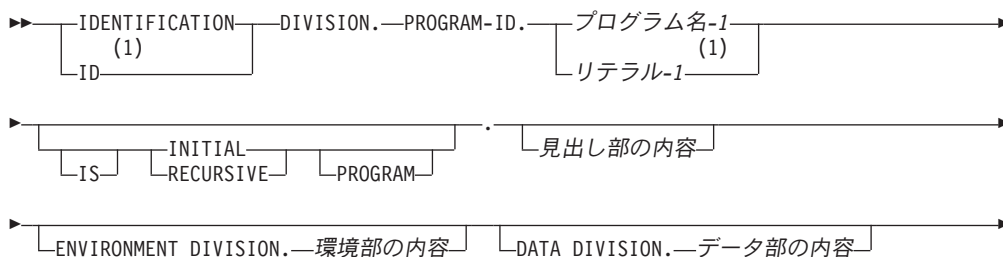 IDENTIFICATION DIVISION. PROGRAM-ID. プログラム名-1
(1) (1)
ID リテラル-1
. 見出し部の内容
INITIAL
IS RECURSIVE PROGRAM
ENVIRONMENT DIVISION. 環境部の内容 DATA DIVISION. データ部の内容